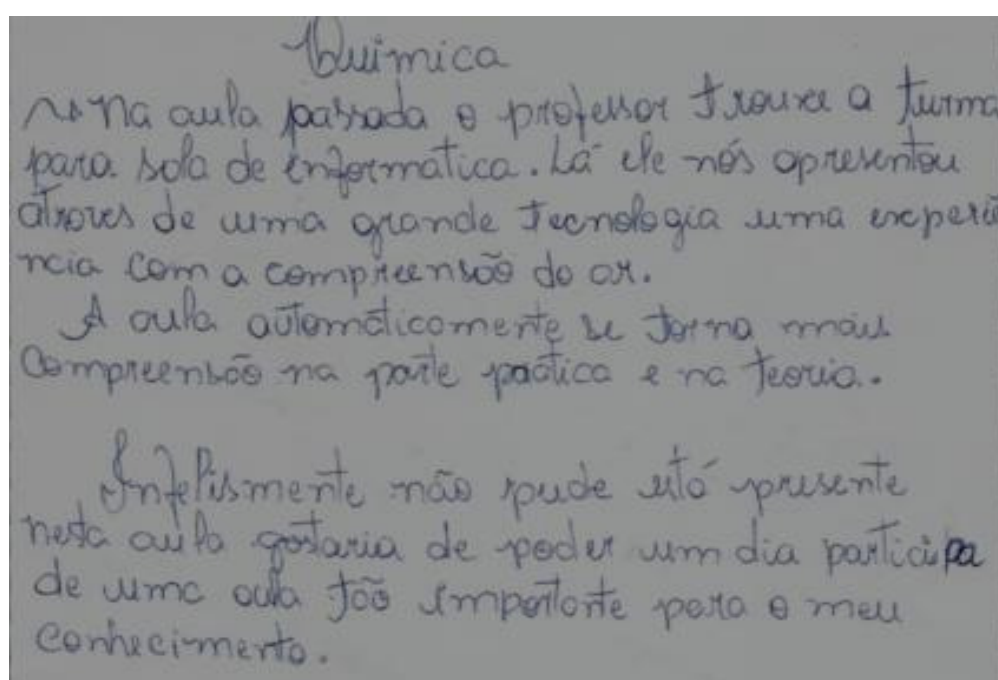 Química
Na aula passada o professor trouxe a turma
para sala de informática. Lá ele nós apresentou
atraves de uma grande tecnologia uma experiê
ncia com a compreensão do ar.
A aula automáticamente se torna mais
Compreensão na parte páatica e na teoria.
Infelismente não pude está presente
nesta aula gostaria de poder um dia participa
de uma aula tão importante para o meu
conhecimento.